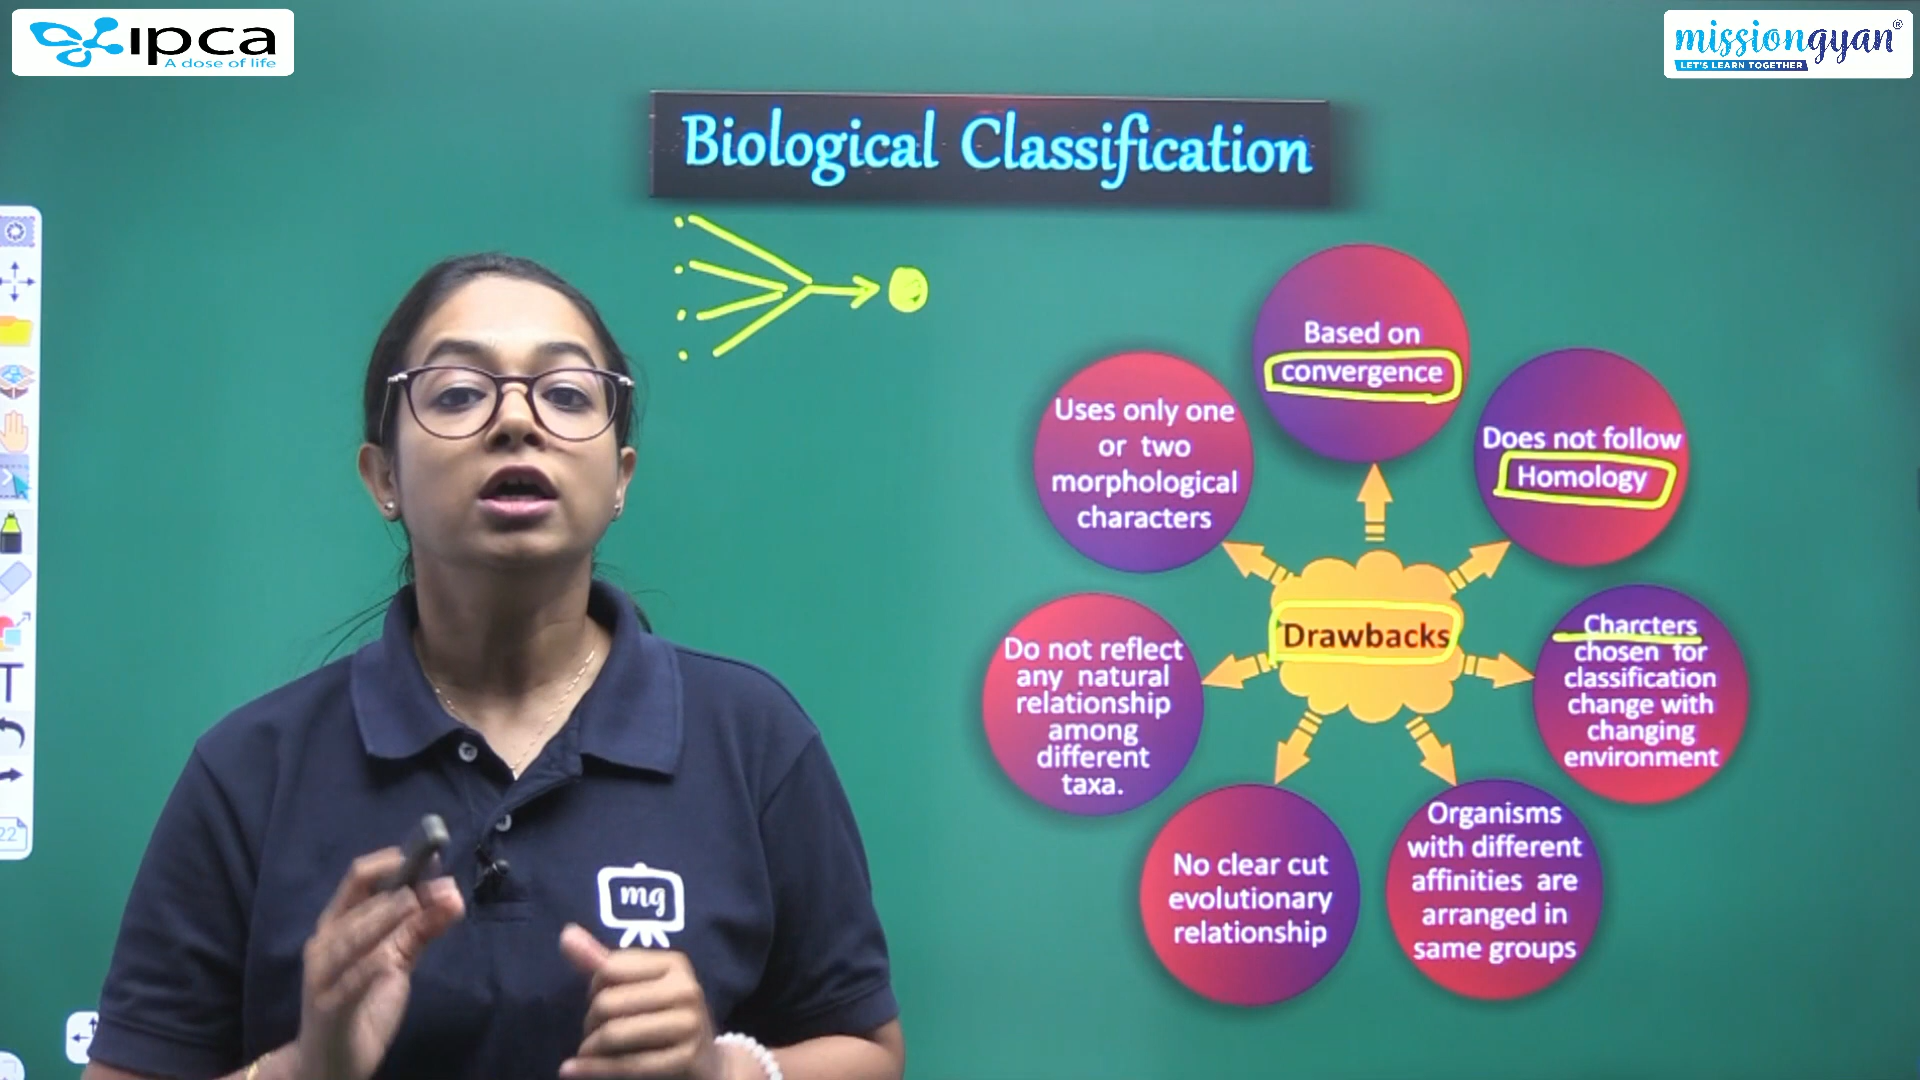 ipca
A dose of life
missiongyan®
LET'S LEARN TOGETHER
Biological Classification
Based on
convergence
Does not follow
Homology
Charcters
chosen for
classification
change with
changing
environment
Organisms
with different
affinities are
arranged in
same groups
No clear cut
evolutionary
relationship
Do not reflect
any natural
relationship
among
different
taxa.
Uses only one
or two
morphological
characters
Drawbacks
mg
T
22